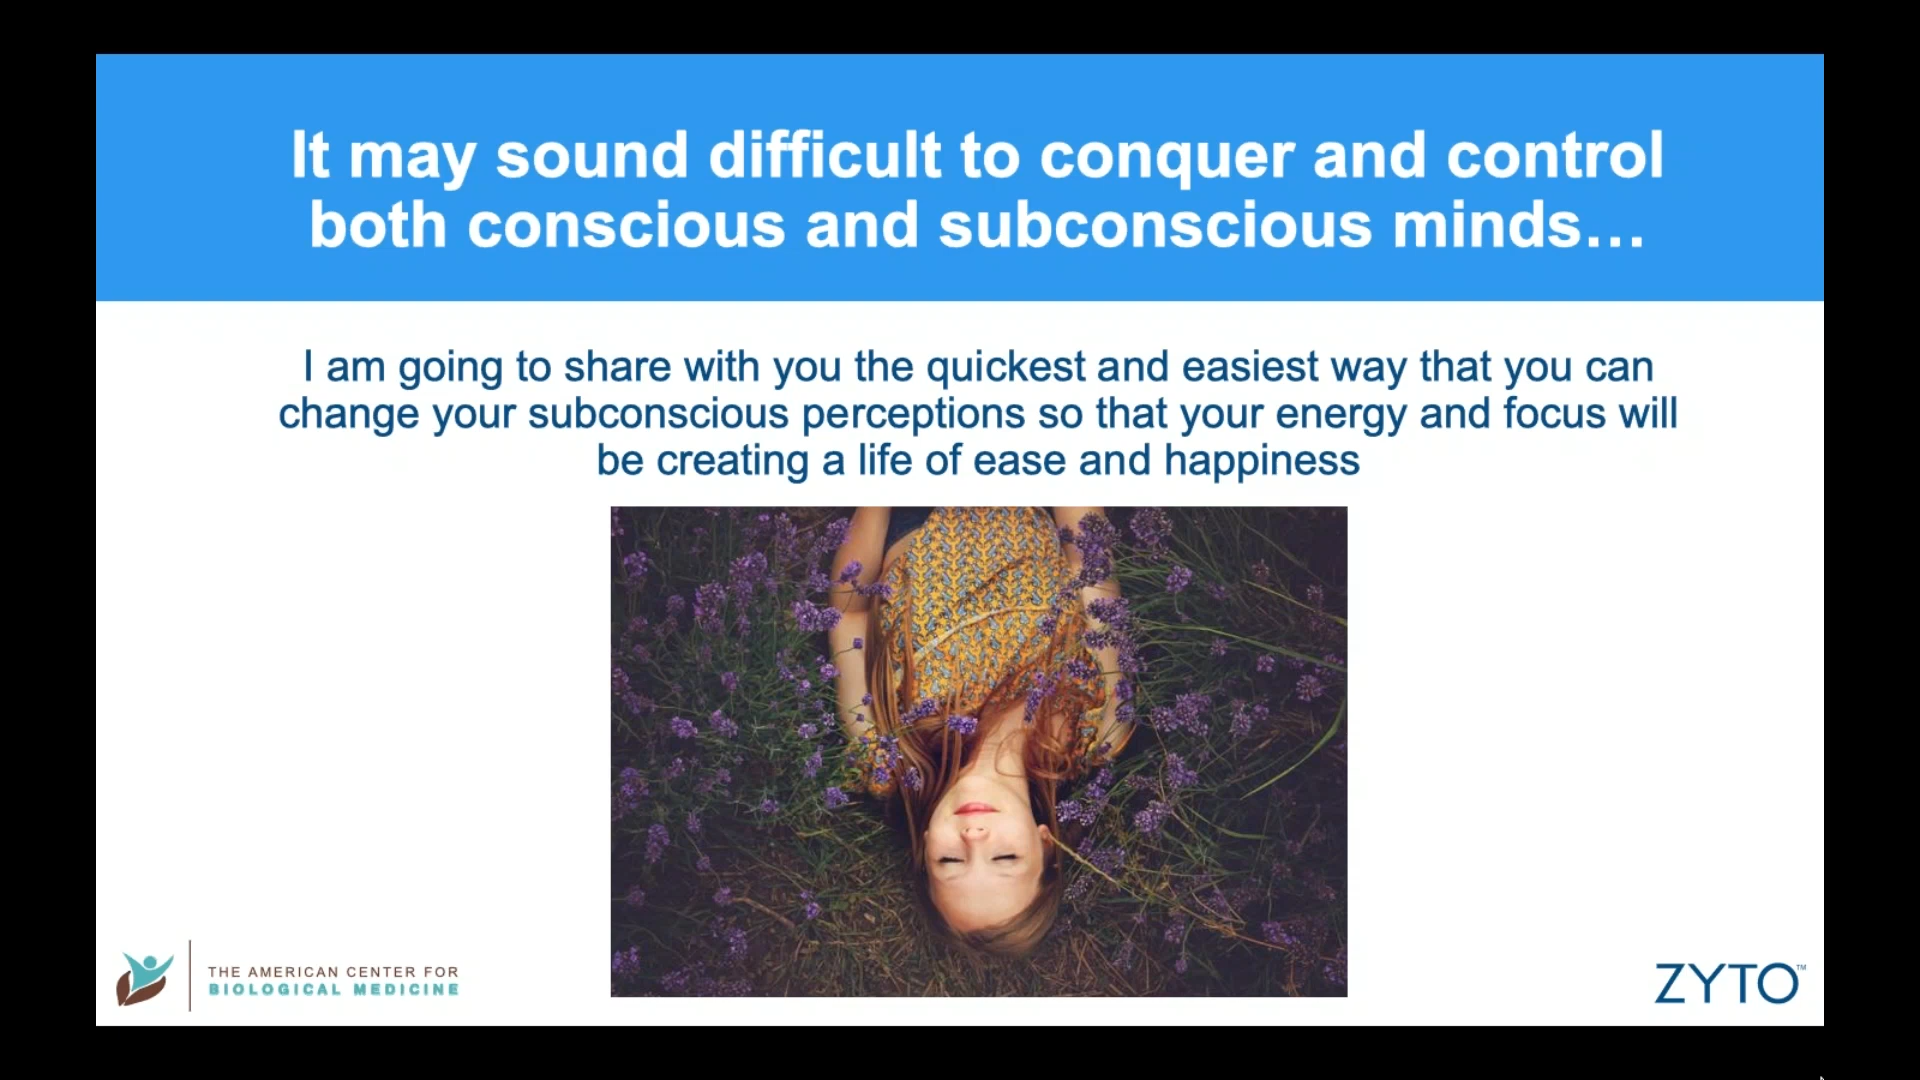 It may sound difficult to conquer and control
both conscious and subconscious minds…
I am going to share with you the quickest and easiest way that you can
change your subconscious perceptions so that your energy and focus will
be creating a life of ease and happiness
THE AMERICAN CENTER FOR
BIOLOGICAL MEDICINE
ZYTO™